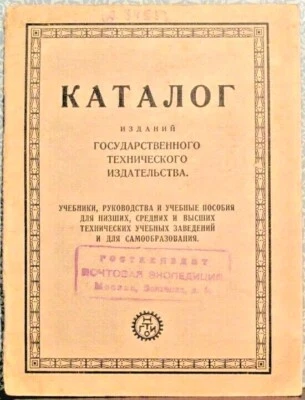 КАТАЛОГ
ИЗДАНИЙ
ГОСУДАРСТВЕННОГО
ТЕХНИЧЕСКОГО
ИЗДАТЕЛЬСТВА.
УЧЕБНИКИ, РУКОВОДСТВА И УЧЕБНЫЕ ПОСОБИЯ
ДЛЯ НИЗШИХ, СРЕДНИХ И ВЫСШИХ
ТЕХНИЧЕСКИХ УЧЕБНЫХ ЗАВЕДЕНИЙ
И ДЛЯ САМООБРАЗОВАНИЯ.
ГОСТЕХИЗДАТ
ПОЧТОВАЯ ЭКСПЕДИЦИЯ
Москва,